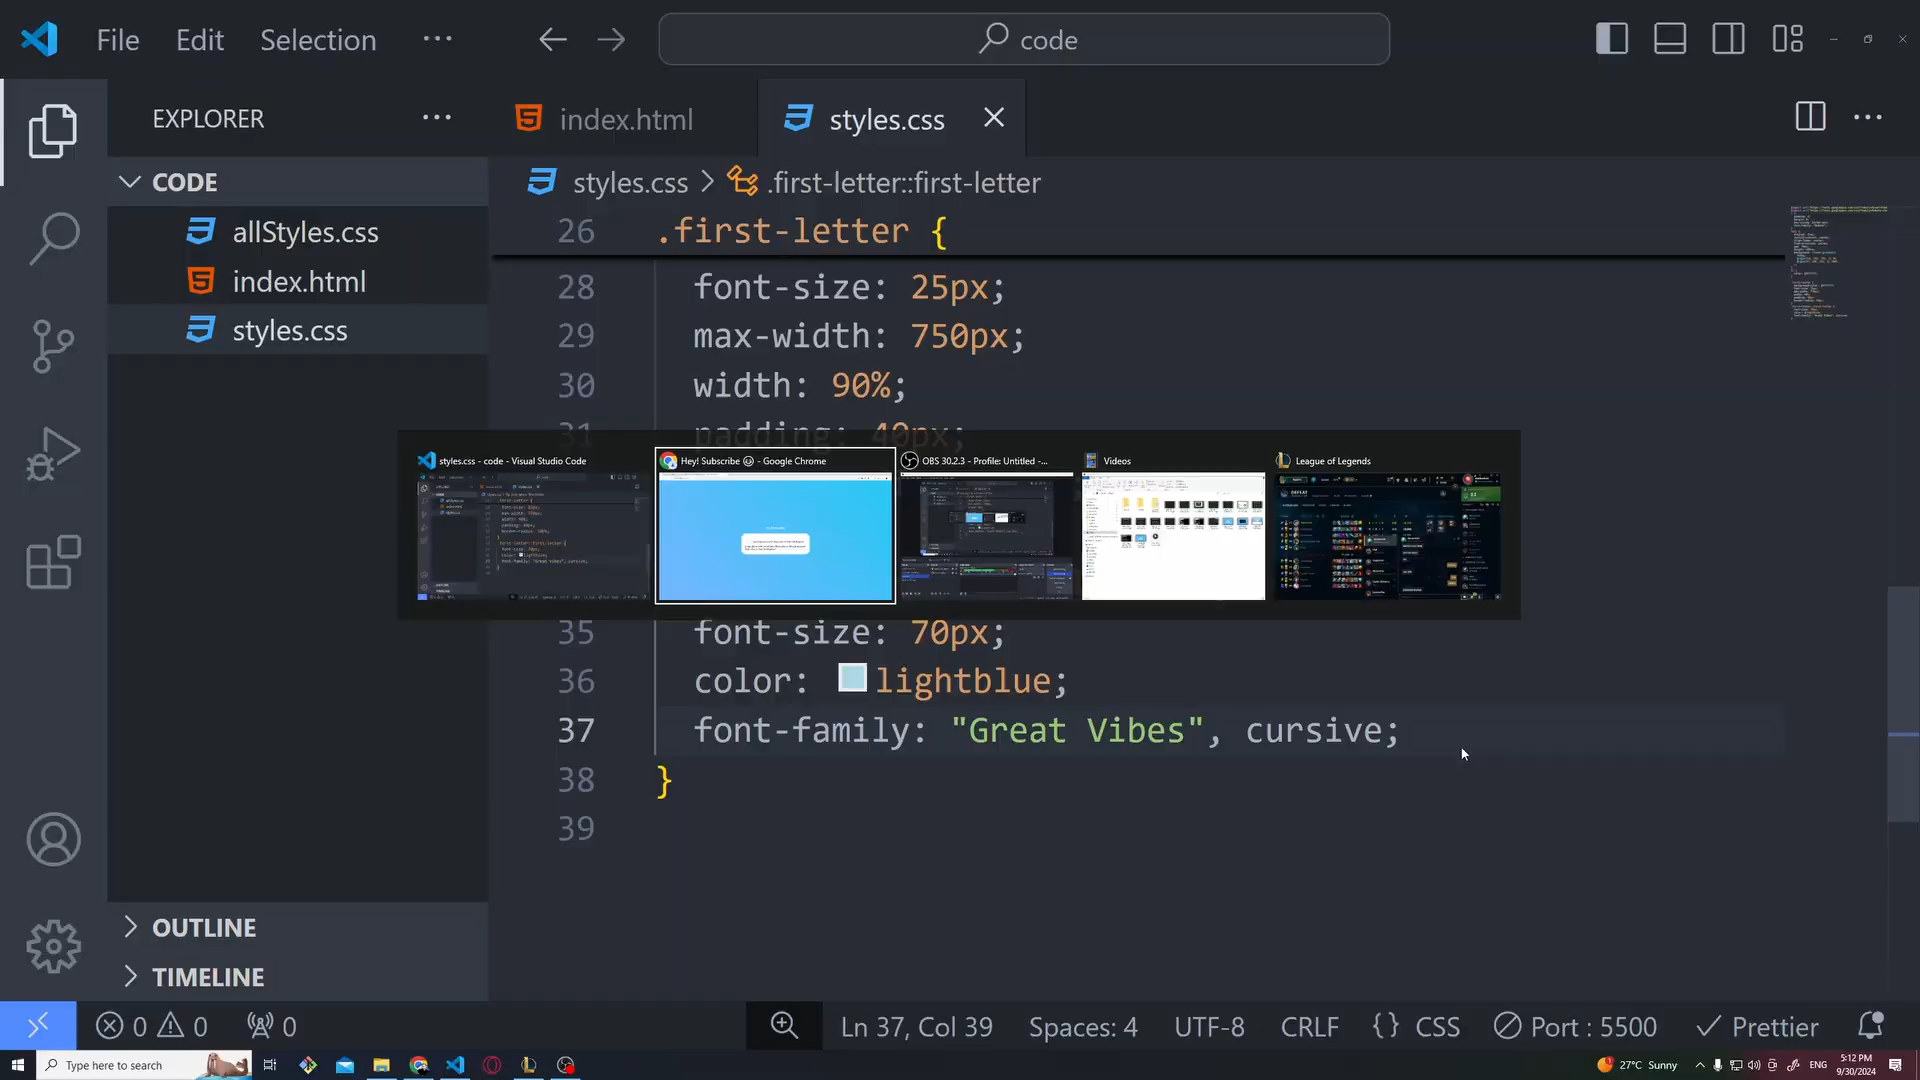 File Edit Selection ··· code
EXPLORER ···
index.html
styles.css
CODE
allStyles.css
index.html
styles.css
styles.css > .first-letter::first-letter
26 .first-letter {
28 font-size: 25px;
29 max-width: 750px;
30 width: 90%;
31 padding: 40px;
styles.css - code - Visual Studio Code
Hey! Subscribe 😃 - Google Chrome
OBS 30.2.3 - Profile: Untitled -...
Videos
League of Legends
35 font-size: 70px;
36 color: lightblue;
37 font-family: "Great Vibes", cursive;
38 }
39
OUTLINE
TIMELINE
0 0 0 Ln 37, Col 39 Spaces: 4 UTF-8 CRLF {} CSS Port : 5500 Prettier
Type here to search
27°C Sunny
ENG
5:12 PM
9/30/2024